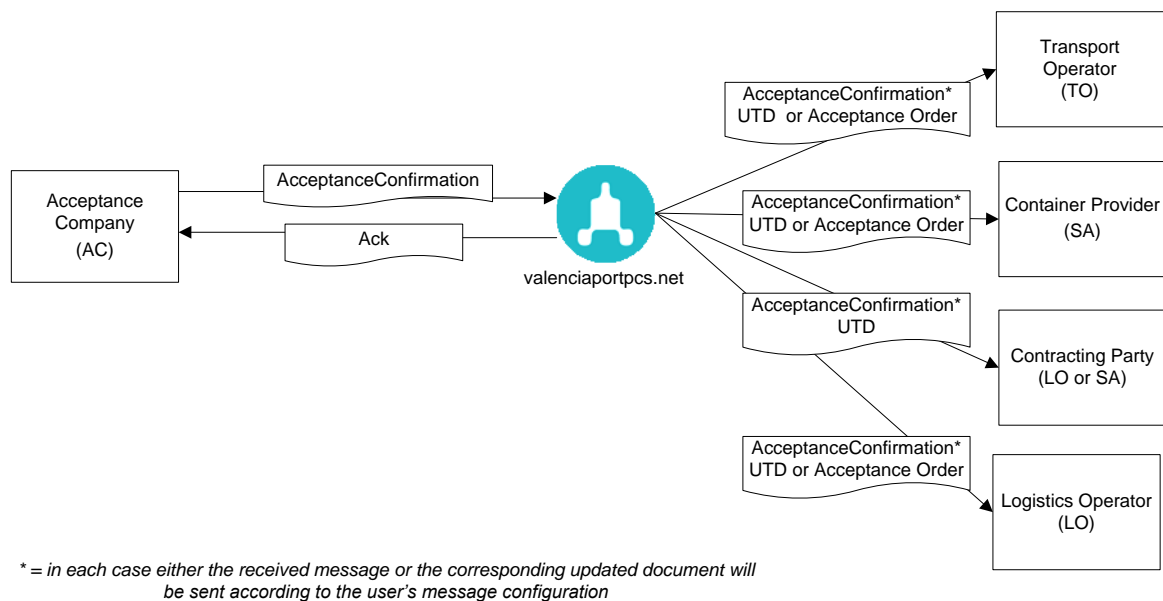 Transport
Operator
(TO)
AcceptanceConfirmation*
UTD  or Acceptance Order
Acceptance
Company
(AC)
AcceptanceConfirmation
Ack
valenciaportpcs.net
AcceptanceConfirmation*
UTD or Acceptance Order
Container Provider
(SA)
AcceptanceConfirmation*
UTD
Contracting Party
(LO or SA)
AcceptanceConfirmation*
UTD or Acceptance Order
Logistics Operator
(LO)
* = in each case either the received message or the corresponding updated document will
be sent according to the user’s message configuration